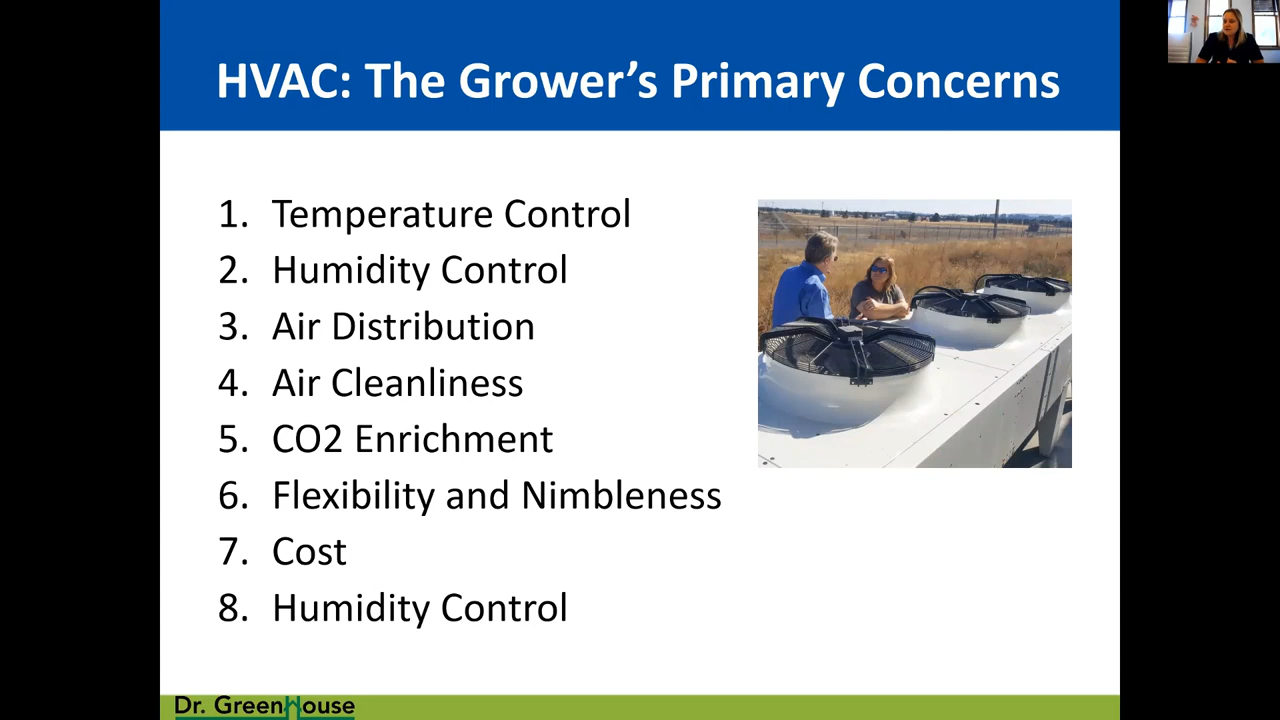 HVAC: The Grower's Primary Concerns
1. Temperature Control
2. Humidity Control
3. Air Distribution
4. Air Cleanliness
5. CO2 Enrichment
6. Flexibility and Nimbleness
7. Cost
8. Humidity Control
Dr. GreenHouse